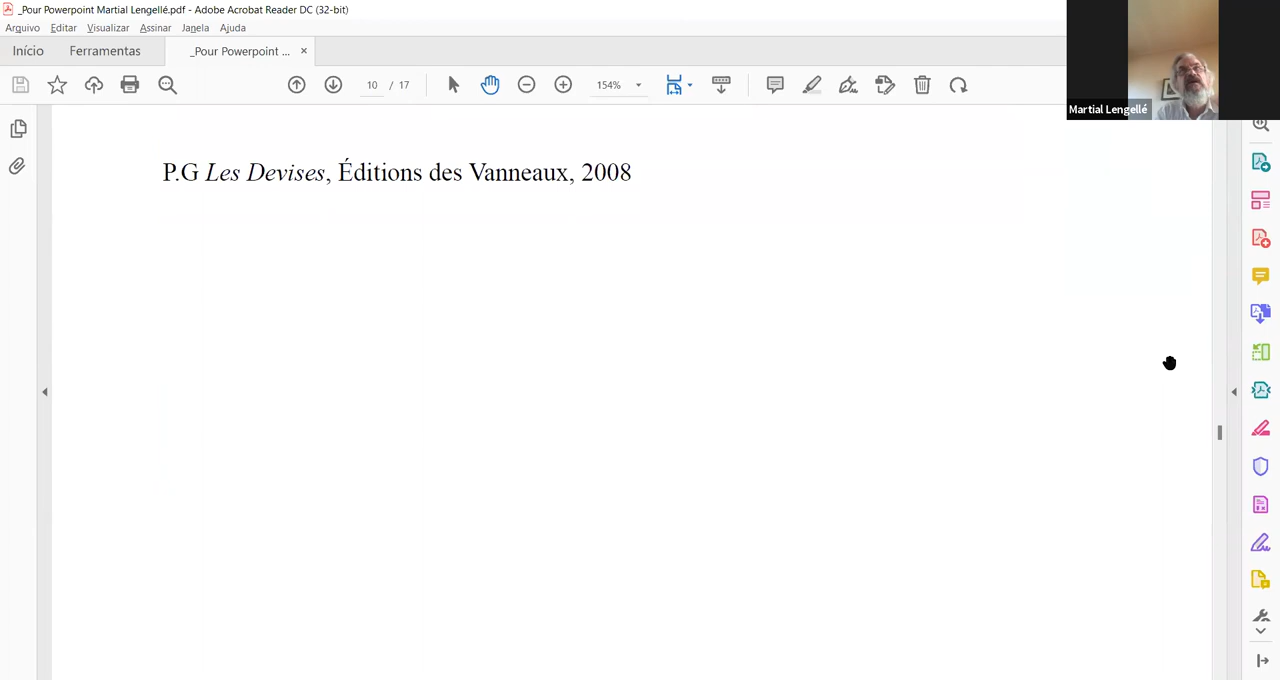 _Pour Powerpoint Martial Lengellé.pdf - Adobe Acrobat Reader DC (32-bit)
Arquivo Editar Visualizar Assinar Janela Ajuda
Início Ferramentas _Pour Powerpoint ... ×
10 / 17 154%
Martial Lengellé
P.G Les Devises, Éditions des Vanneaux, 2008